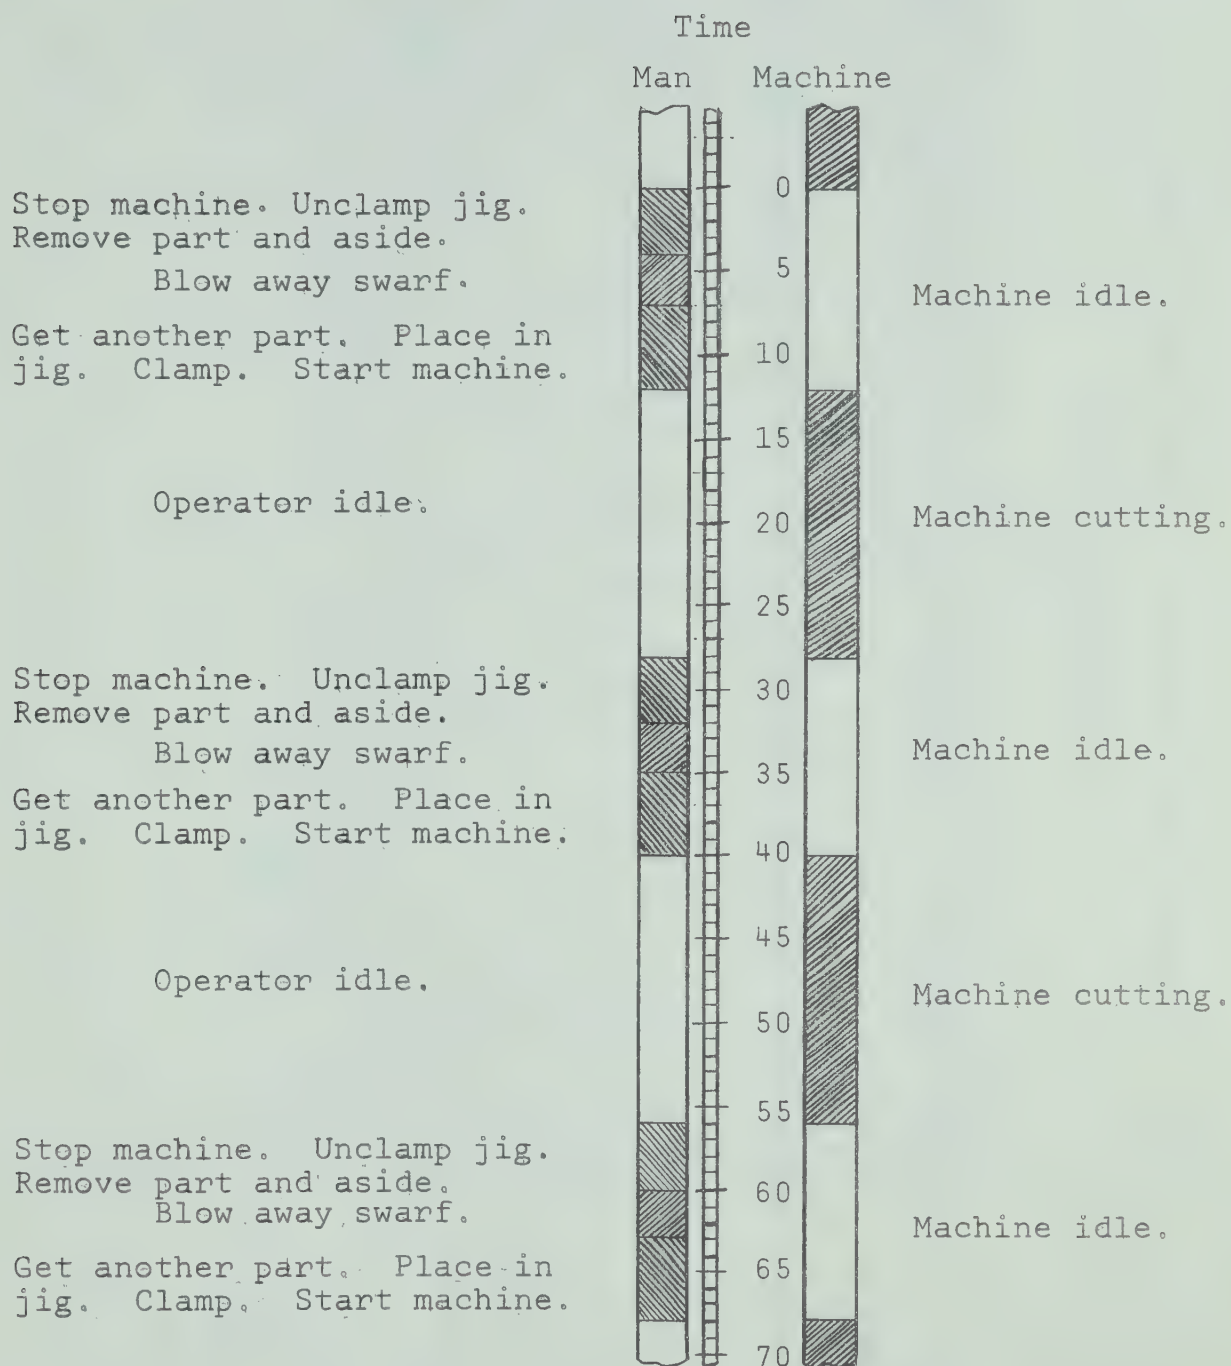 Time
Man Machine
0
Stop machine. Unclamp jig.
Remove part and aside.
5
Blow away swarf.
Machine idle.
Get another part. Place in
10
jig. Clamp. Start machine.
15
Operator idle.
20
Machine cutting.
25
Stop machine. Unclamp jig.
30
Remove part and aside.
Blow away swarf.
Machine idle.
35
Get another part. Place in
jig. Clamp. Start machine.
40
45
Operator idle.
Machine cutting.
50
55
Stop machine. Unclamp jig.
Remove part and aside.
60
Blow away swarf.
Machine idle.
Get another part. Place in
65
jig. Clamp. Start machine.
70